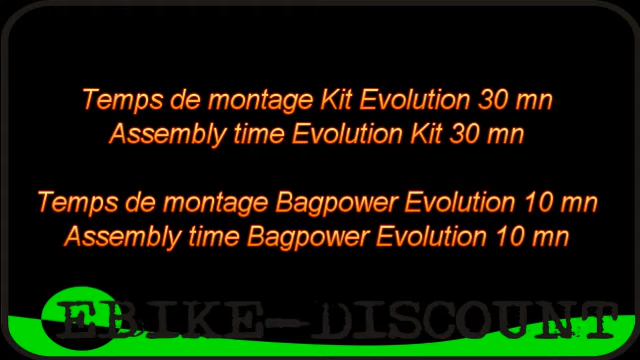 Temps de montage Kit Evolution 30 mn
Assembly time Evolution Kit 30 mn
Temps de montage Bagpower Evolution 10 mn
Assembly time Bagpower Evolution 10 mn
EBIKE-DISCOUNT